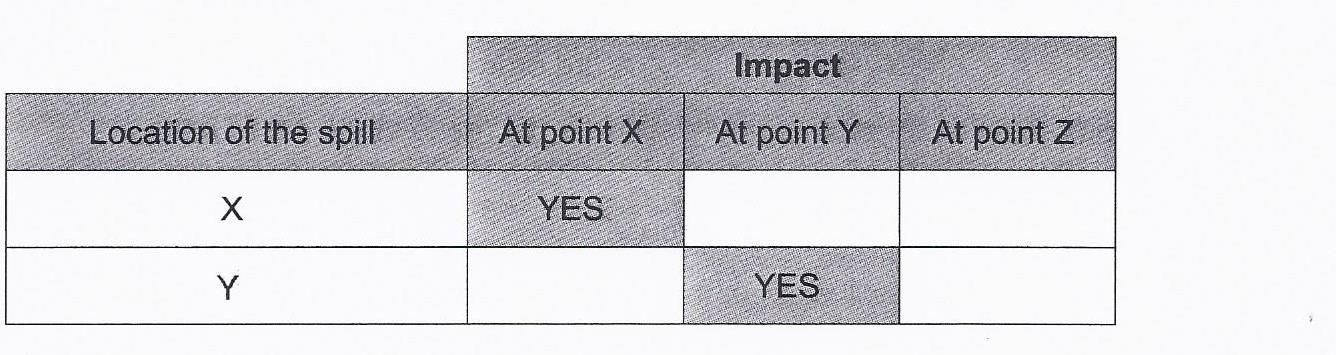 Impact
Location of the spill At point X At point Y At point Z
X YES
Y YES